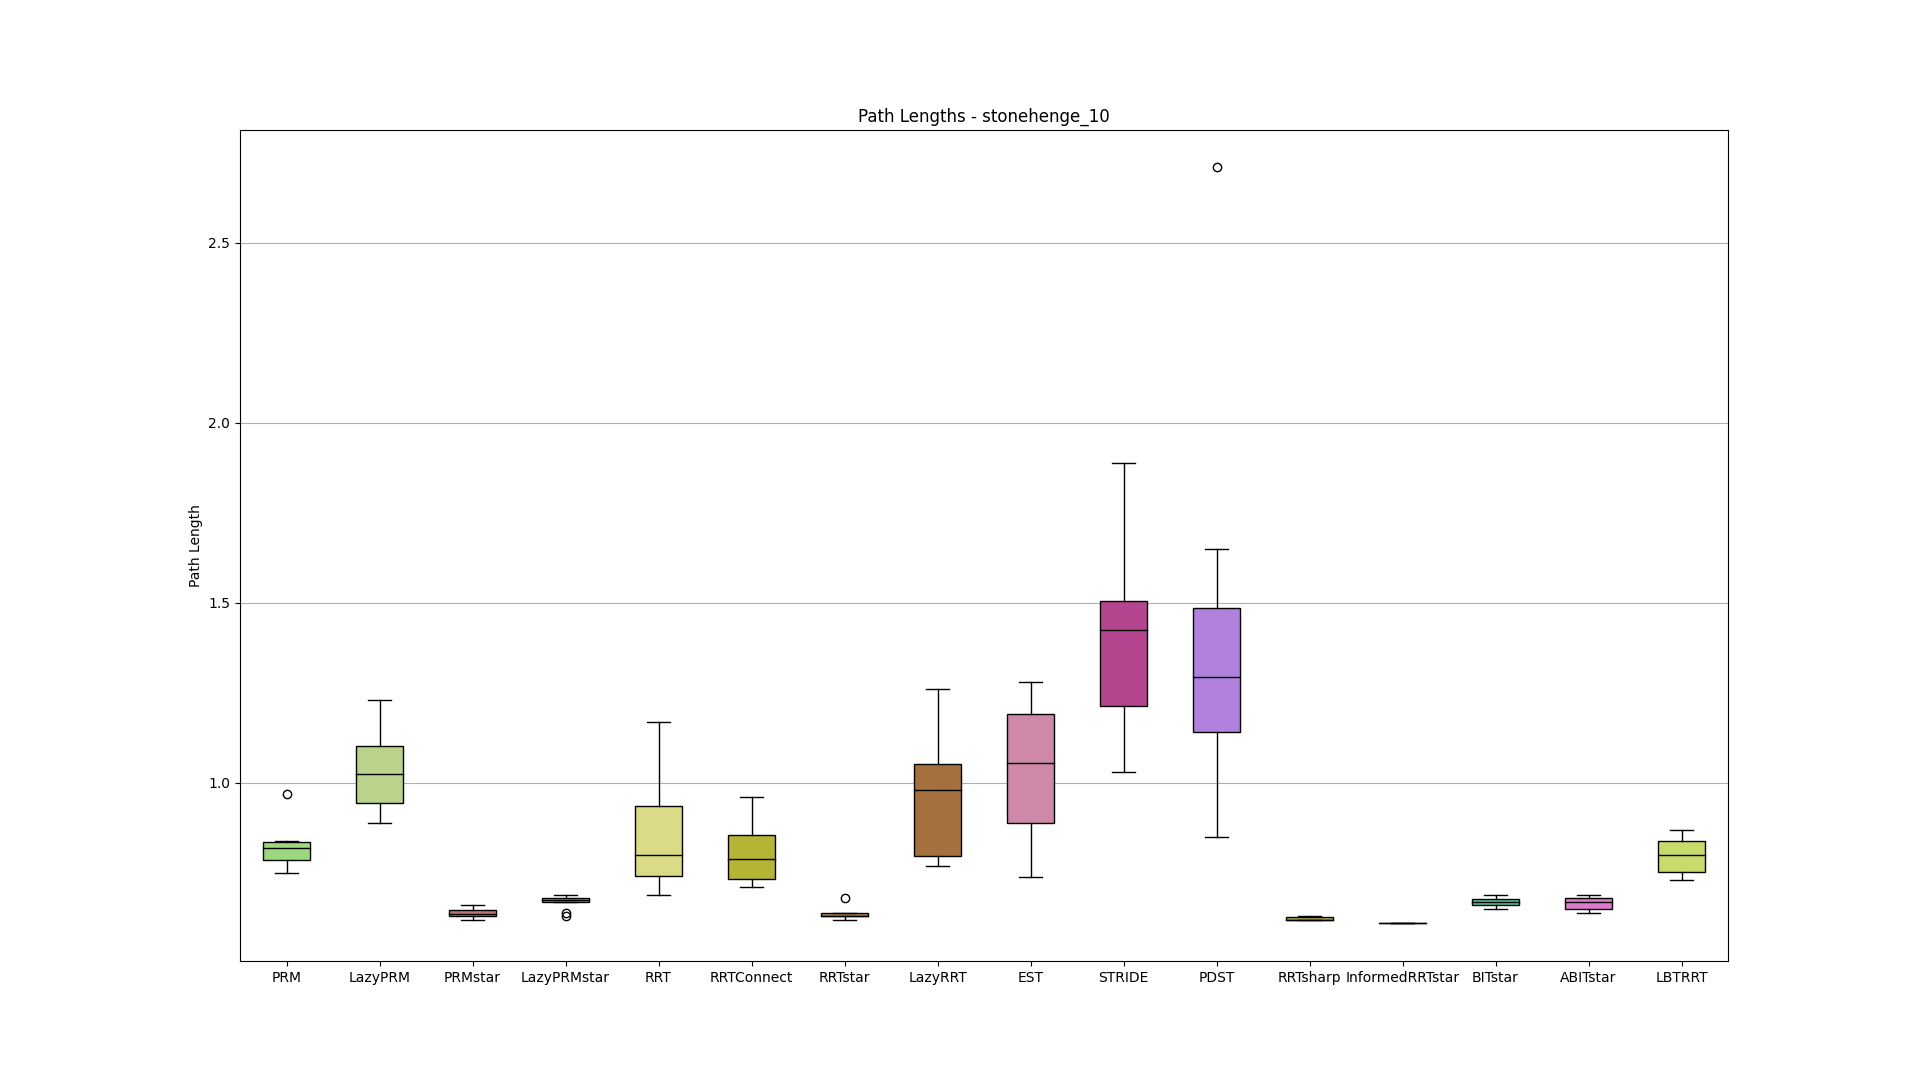 Path Lengths - stonehenge_10
Path Length
2.5
2.0
1.5
1.0
PRM LazyPRM PRMstar LazyPRMstar RRT RRTConnect RRTstar LazyRRT EST STRIDE PDST RRTsharp InformedRRTstar BITstar ABITstar LBTRRT